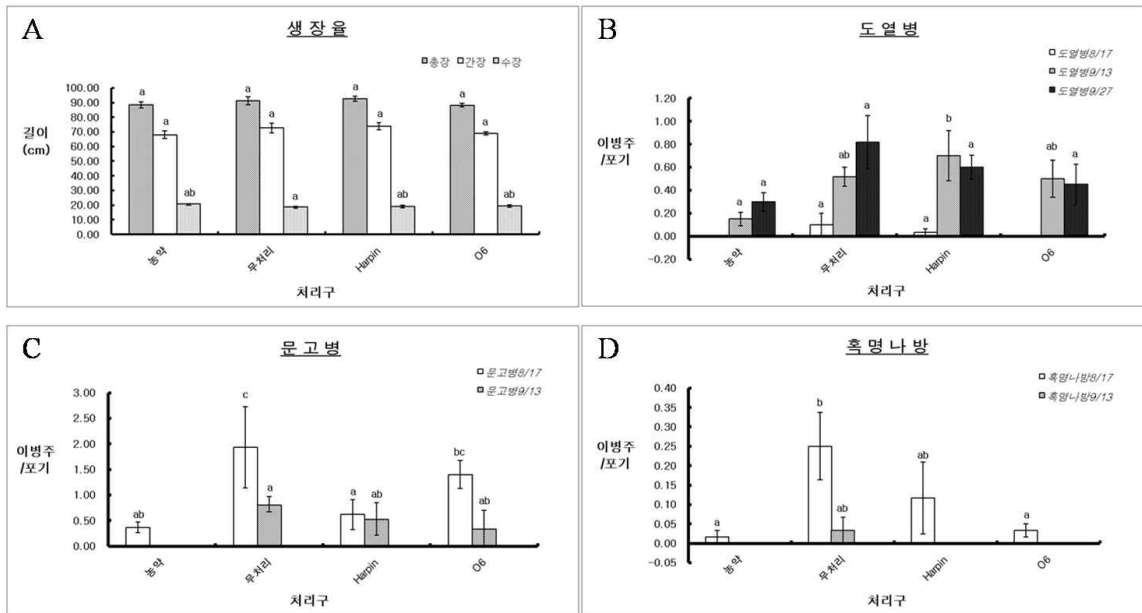 A
생 장 율
총장 간장 수장
길이
(cm)
100.00
90.00
80.00
70.00
60.00
50.00
40.00
30.00
20.00
10.00
0.00
a a ab
a a a
a a ab
a a ab
농약 무처리 Harpin O6
처리구
B
도 열 병
도열병8/17
도열병9/13
도열병9/27
이병주
/포기
1.20
1.00
0.80
0.60
0.40
0.20
0.00
-0.20
a a
a ab a
a b a
ab a
농약 무처리 Harpin O6
처리구
C
문 고 병
문고병8/17
문고병9/13
이병주
/포기
3.00
2.50
2.00
1.50
1.00
0.50
0.00
ab
c a
a ab
bc ab
농약 무처리 Harpin O6
처리구
D
혹 명 나 방
혹명나방8/17
혹명나방9/13
이병주
/포기
0.40
0.35
0.30
0.25
0.20
0.15
0.10
0.05
0.00
-0.05
a
b ab
ab
a
농약 무처리 Harpin O6
처리구